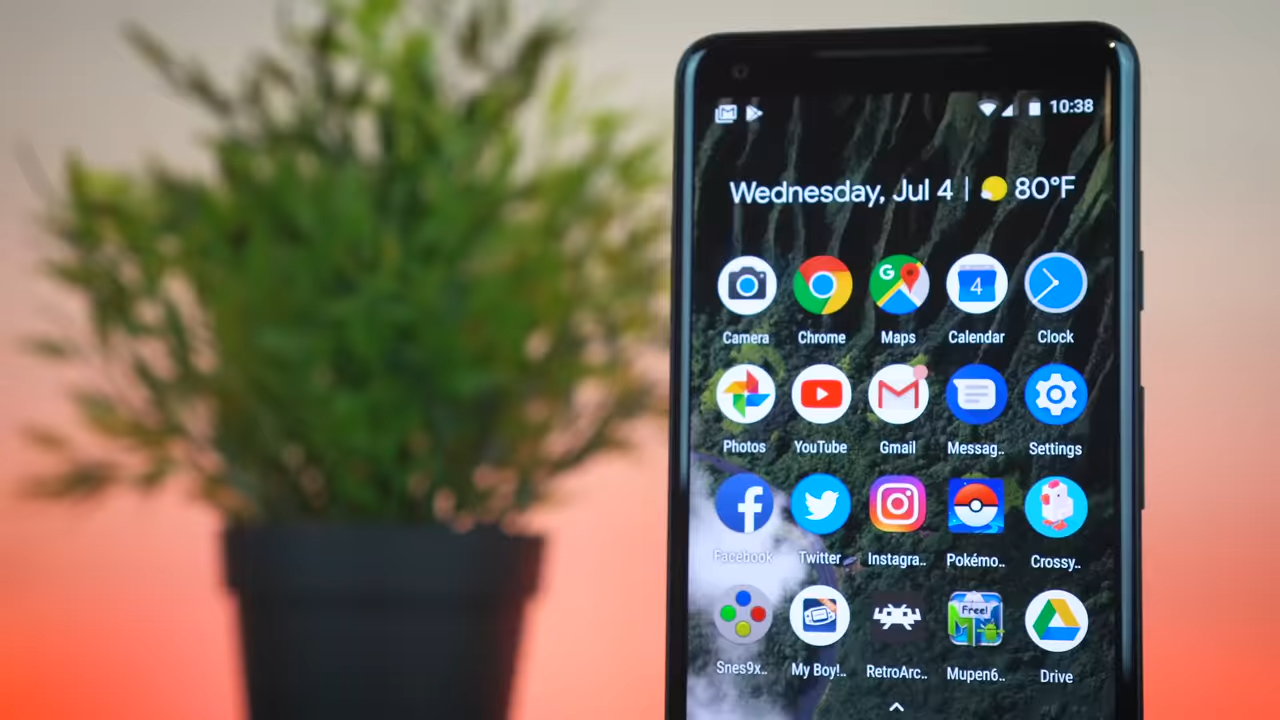 10:38
Wednesday, Jul 4 | 80°F
G
4
Camera Chrome Maps Calendar Clock
Photos YouTube Gmail Messag.. Settings
Facebook Twitter Instagra.. Pokémo.. Crossy..
Free!
Snes9x.. My Boy!.. RetroArc.. Mupen6.. Drive